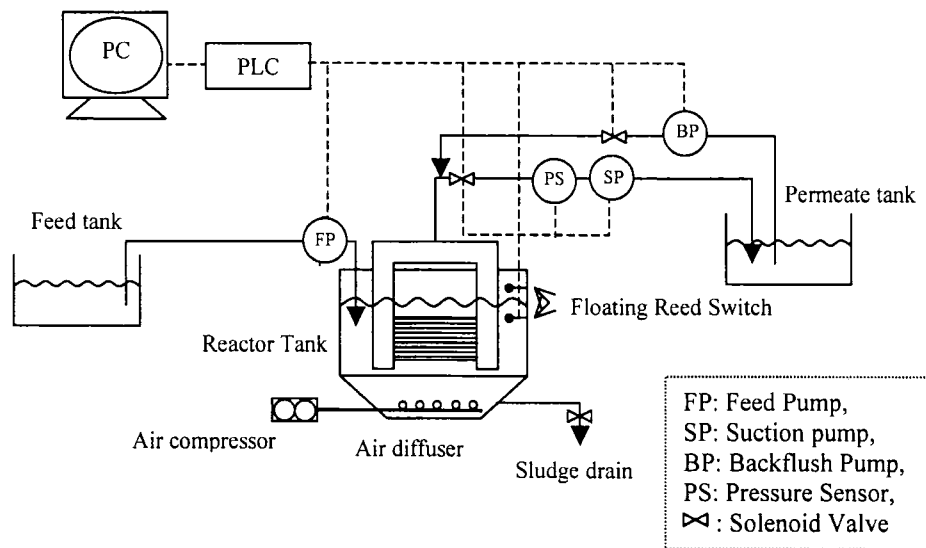 PC
PLC
BP
PS
SP
Permeate tank
Feed tank
FP
Floating Reed Switch
Reactor Tank
Air compressor
Air diffuser
Sludge drain
FP: Feed Pump,
SP: Suction pump,
BP: Backflush Pump,
PS: Pressure Sensor,
: Solenoid Valve